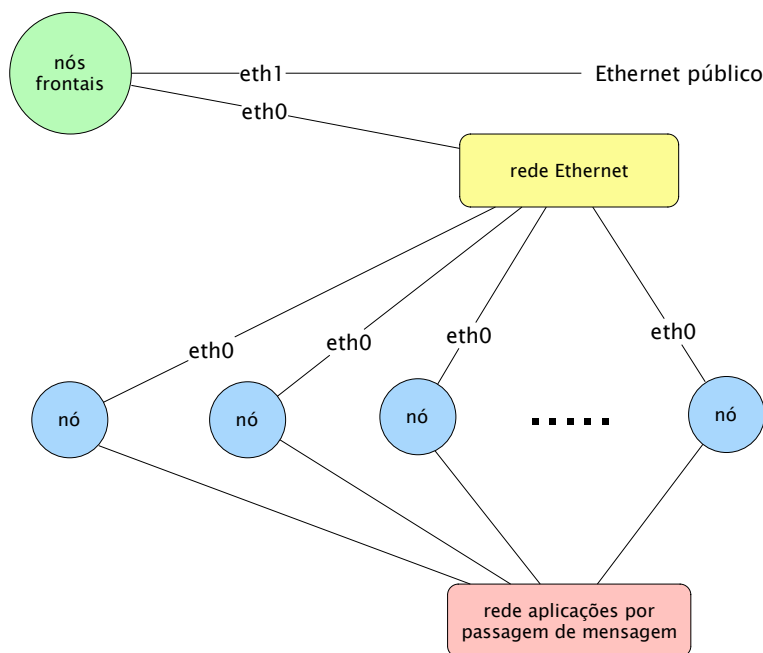 nós
frontais
eth1
Ethernet público
eth0
rede Ethernet
eth0
eth0
eth0
eth0
nó
nó
nó
nó
rede aplicações por
passagem de mensagem